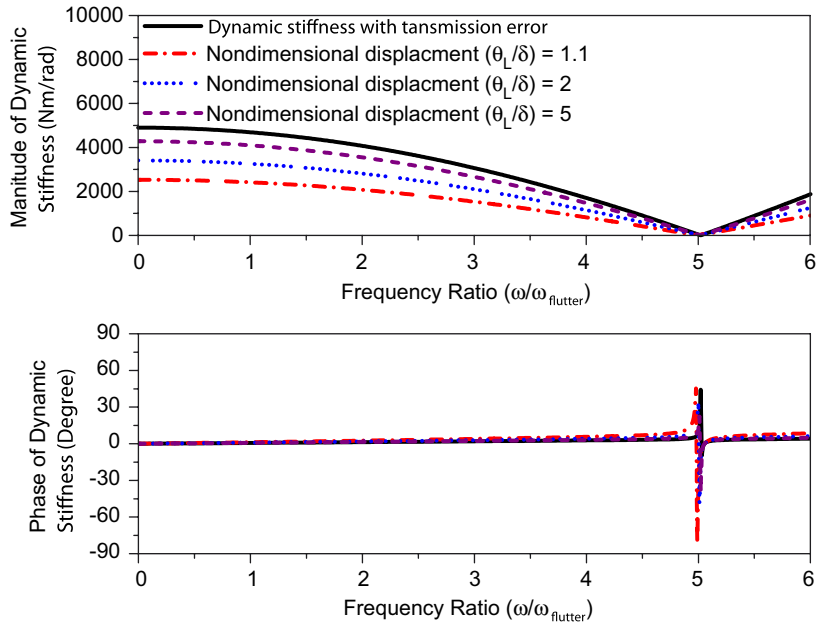 10000
8000
6000
4000
2000
0
Manitude of Dynamic
Stiffness (Nm/rad)
Dynamic stiffness with tansmission error
Nondimensional displacment (θL/δ) = 1.1
Nondimensional displacment (θL/δ) = 2
Nondimensional displacment (θL/δ) = 5
0 1 2 3 4 5 6
Frequency Ratio (ω/ωflutter)
90
60
30
0
-30
-60
-90
Phase of Dynamic
Stiffness (Degree)
0 1 2 3 4 5 6
Frequency Ratio (ω/ωflutter)